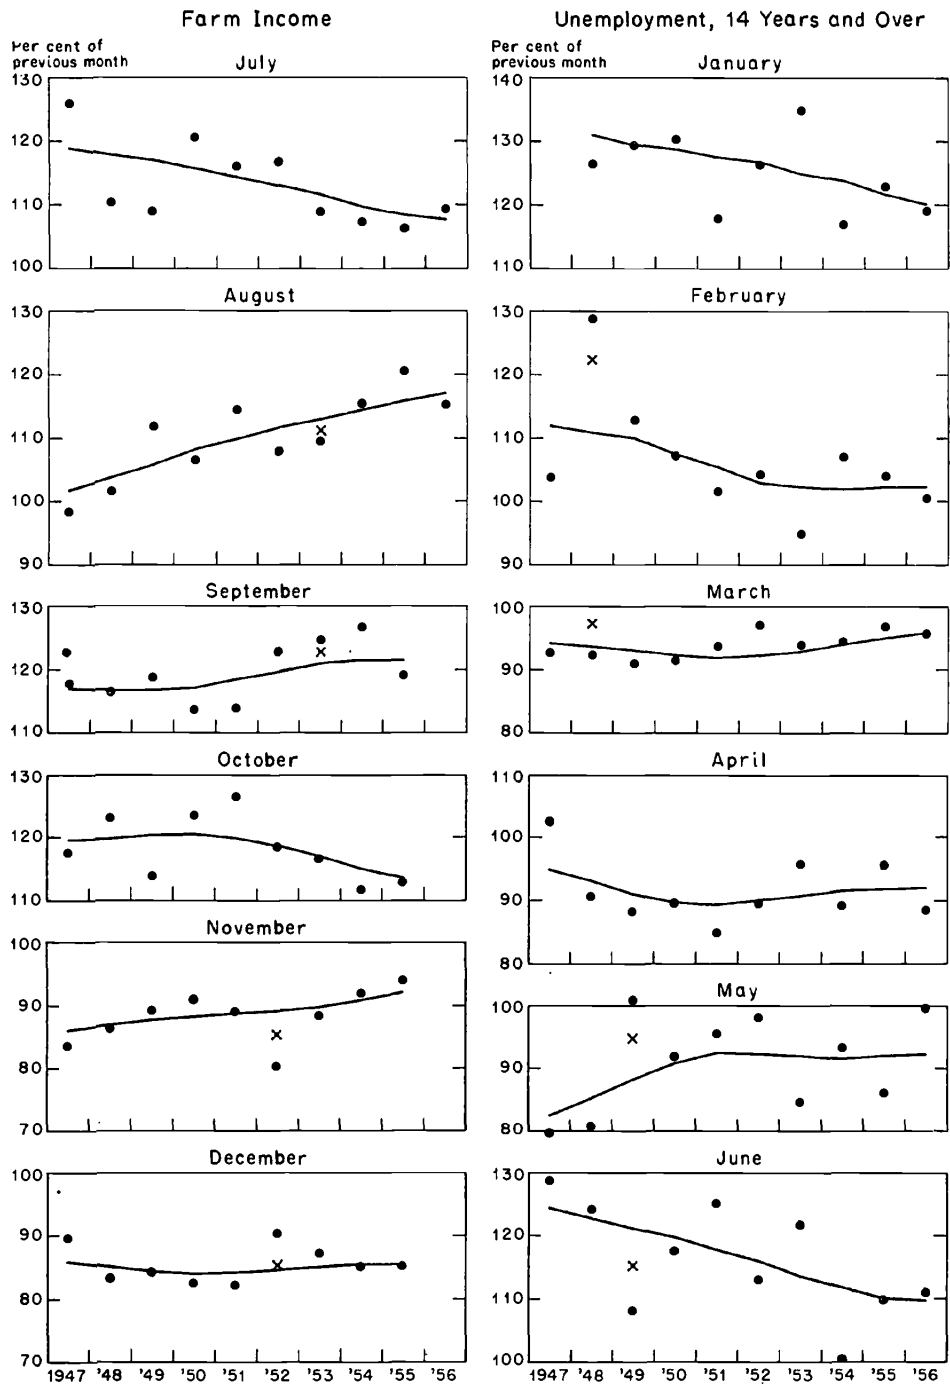 Farm Income
Per cent of
previous month
July
130
120
110
100
August
130
120
110
100
90
September
130
120
110
October
130
120
110
November
100
90
80
70
December
100
90
80
70
1947 '48 '49 '50 '51 '52 '53 '54 '55 '56
Unemployment, 14 Years and Over
Per cent of
previous month
January
140
130
120
110
February
130
120
110
100
90
March
100
90
80
April
110
100
90
80
May
100
90
80
June
130
120
110
100
1947 '48 '49 '50 '51 '52 '53 '54 '55 '56